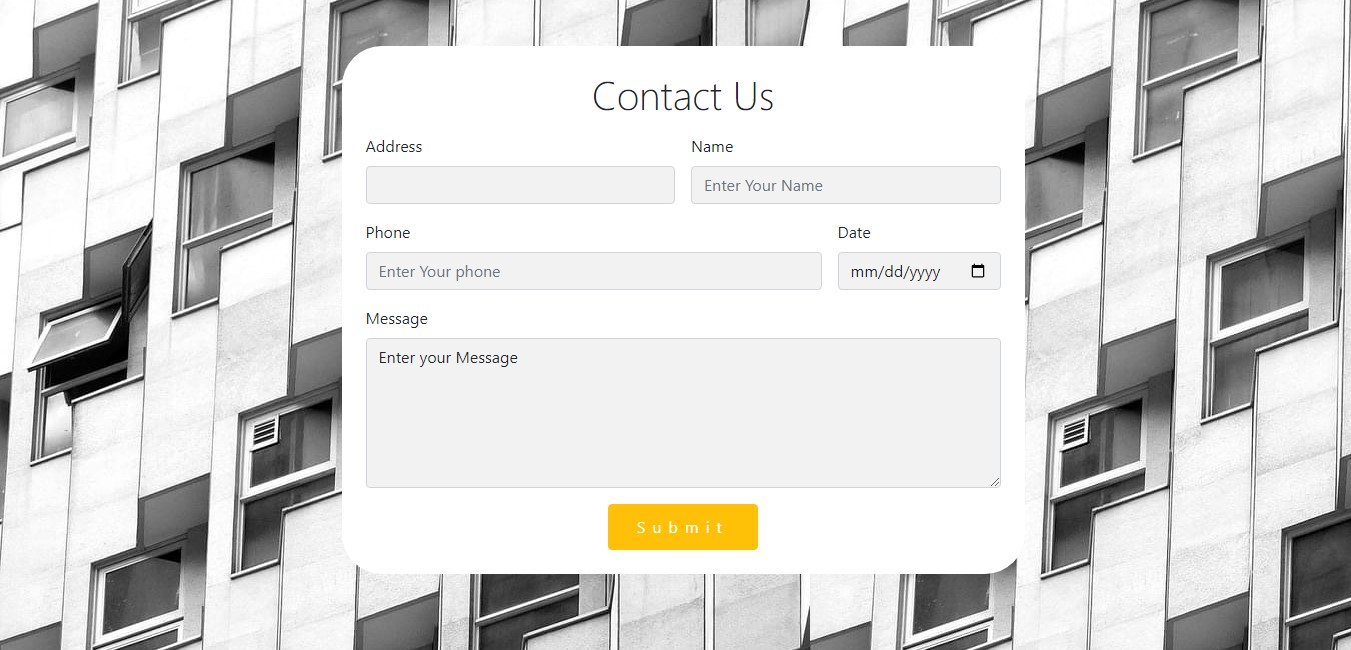 Contact Us
Address
Name
Enter Your Name
Phone
Date
Enter Your phone
mm/dd/yyyy
Message
Enter your Message
Submit